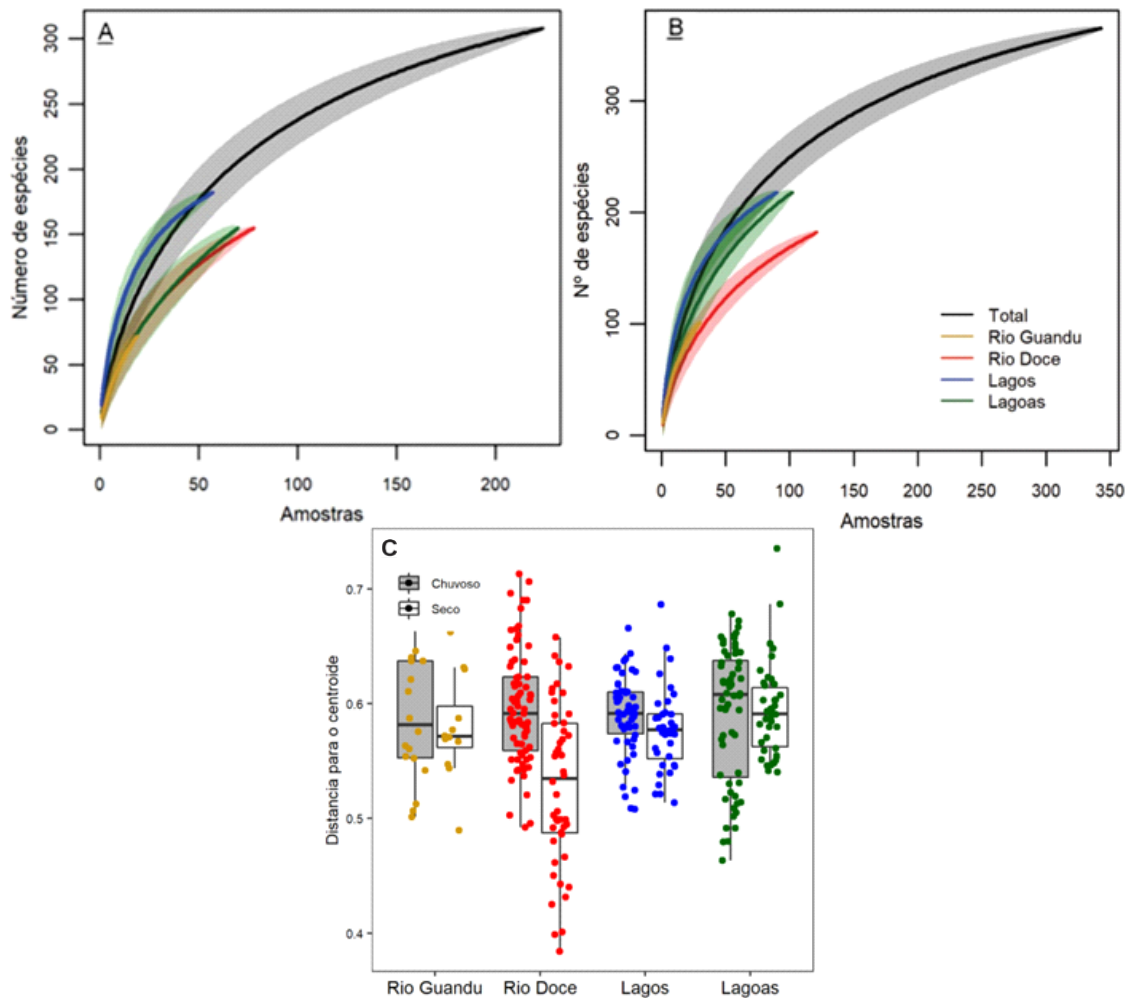 A
Número de espécies
300
250
200
150
100
50
0
0 50 100 150 200
Amostras
B
Nº de espécies
300
200
100
0
Total
Rio Guandu
Rio Doce
Lagos
Lagoas
0 50 100 150 200 250 300 350
Amostras
C
Chuvoso
Seco
Distancia para o centroide
0.7
0.6
0.5
0.4
Rio Guandu Rio Doce Lagos Lagoas